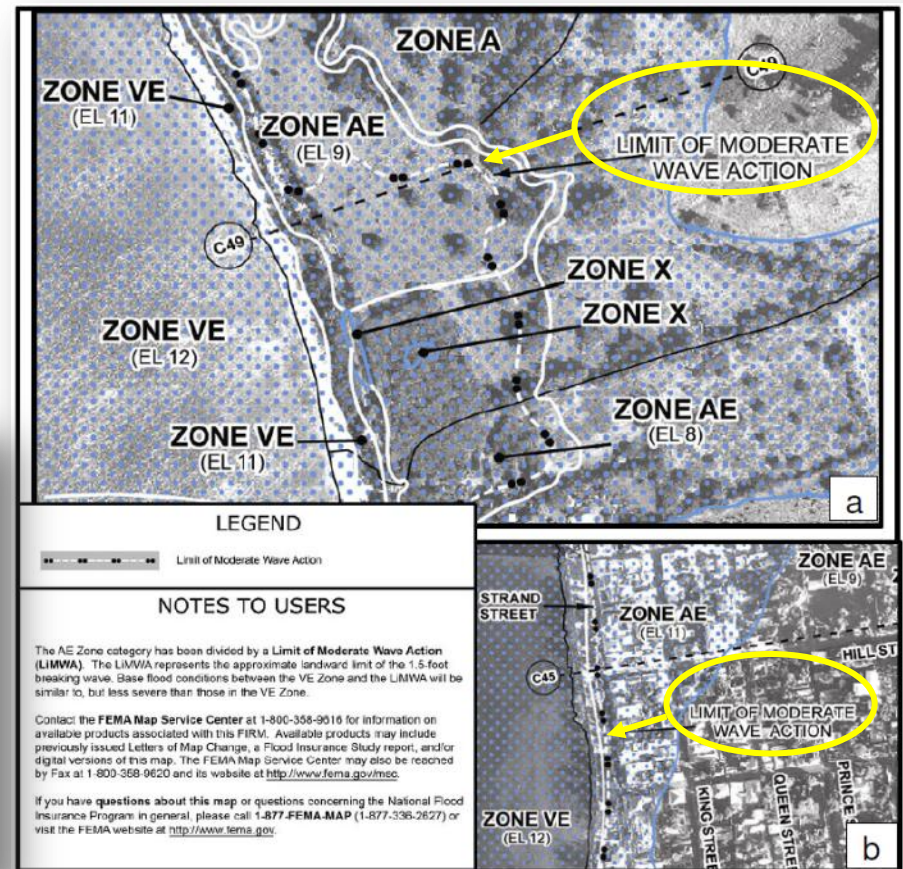 ZONE A
C49
ZONE VE
(EL 11)
ZONE AE
(EL 9)
LIMIT OF MODERATE
WAVE ACTION
C49
ZONE X
ZONE X
ZONE VE
(EL 12)
ZONE AE
(EL 8)
ZONE VE
(EL 11)
a
LEGEND
Limit of Moderate Wave Action
NOTES TO USERS
The AE Zone category has been divided by a Limit of Moderate Wave Action
(LiMWA). The LiMWA represents the approximate landward limit of the 1.5-foot
breaking wave. Base flood conditions between the VE Zone and the LiMWA will be
similar to, but less severe than those in the VE Zone.
Contact the FEMA Map Service Center at 1-800-358-9616 for information on
available products associated with this FIRM. Available products may include
previously issued Letters of Map Change, a Flood Insurance Study report, and/or
digital versions of this map. The FEMA Map Service Center may also be reached
by Fax at 1-800-358-9620 and its website at http://www.fema.gov/msc.
If you have questions about this map or questions concerning the National Flood
Insurance Program in general, please call 1-877-FEMA-MAP (1-877-336-2627) or
visit the FEMA website at http://www.fema.gov.
ZONE AE
(EL 9)
STRAND
STREET
ZONE AE
(EL 11)
HILL ST
C45
LIMIT OF MODERATE
WAVE ACTION
KING STREET
QUEEN STREET
PRINCE S
ZONE VE
(EL 12)
b